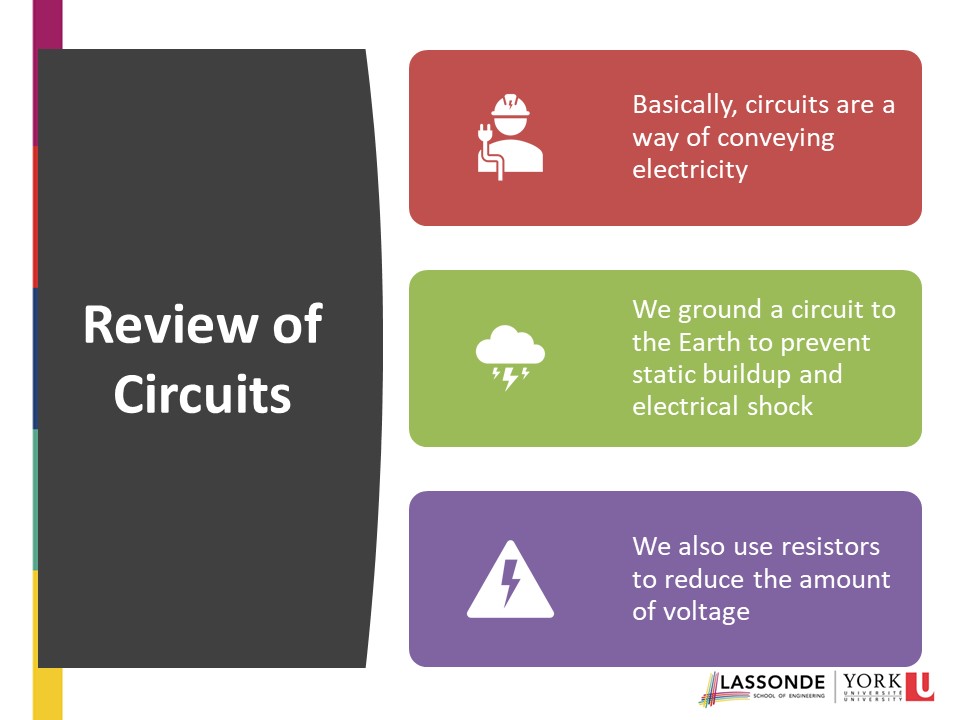 Review of
Circuits
Basically, circuits are a
way of conveying
electricity
We ground a circuit to
the Earth to prevent
static buildup and
electrical shock
We also use resistors
to reduce the amount
of voltage
LASSONDE
SCHOOL OF ENGINEERING
YORK U
UNIVERSITÉ
UNIVERSITY